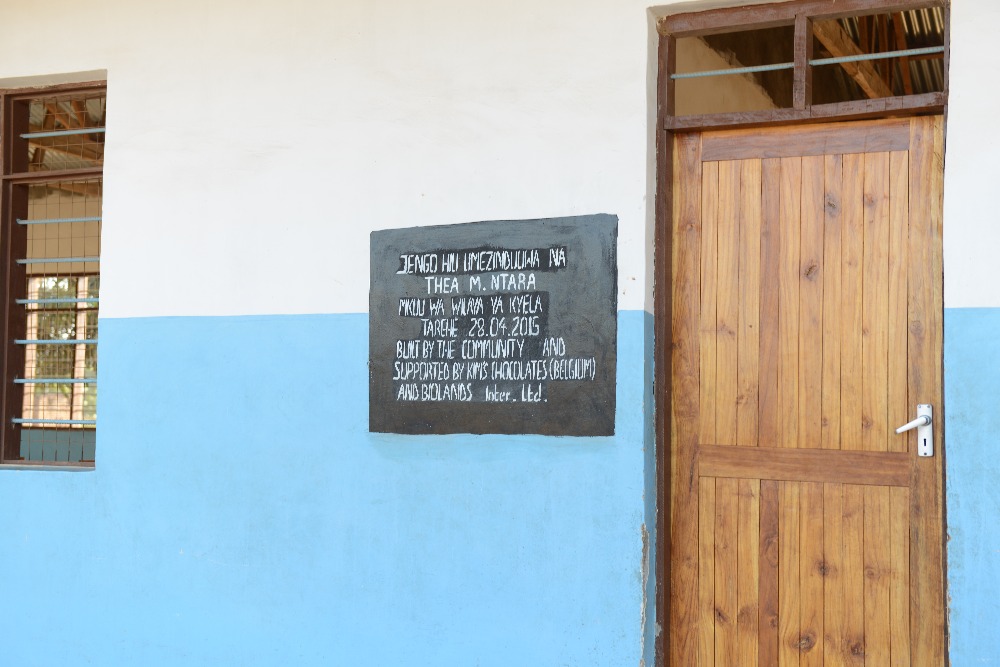 JENGO HILI LIMEZINDULIWA NA
THEA M. NTARA
MKUU WA WILAYA YA KYELA
TAREHE 28.04.2016
BUILT BY THE COMMUNITY AND
SUPPORTED BY KIM'S CHOCOLATES (BELGIUM)
AND BIOLANDS Inter. Ltd.